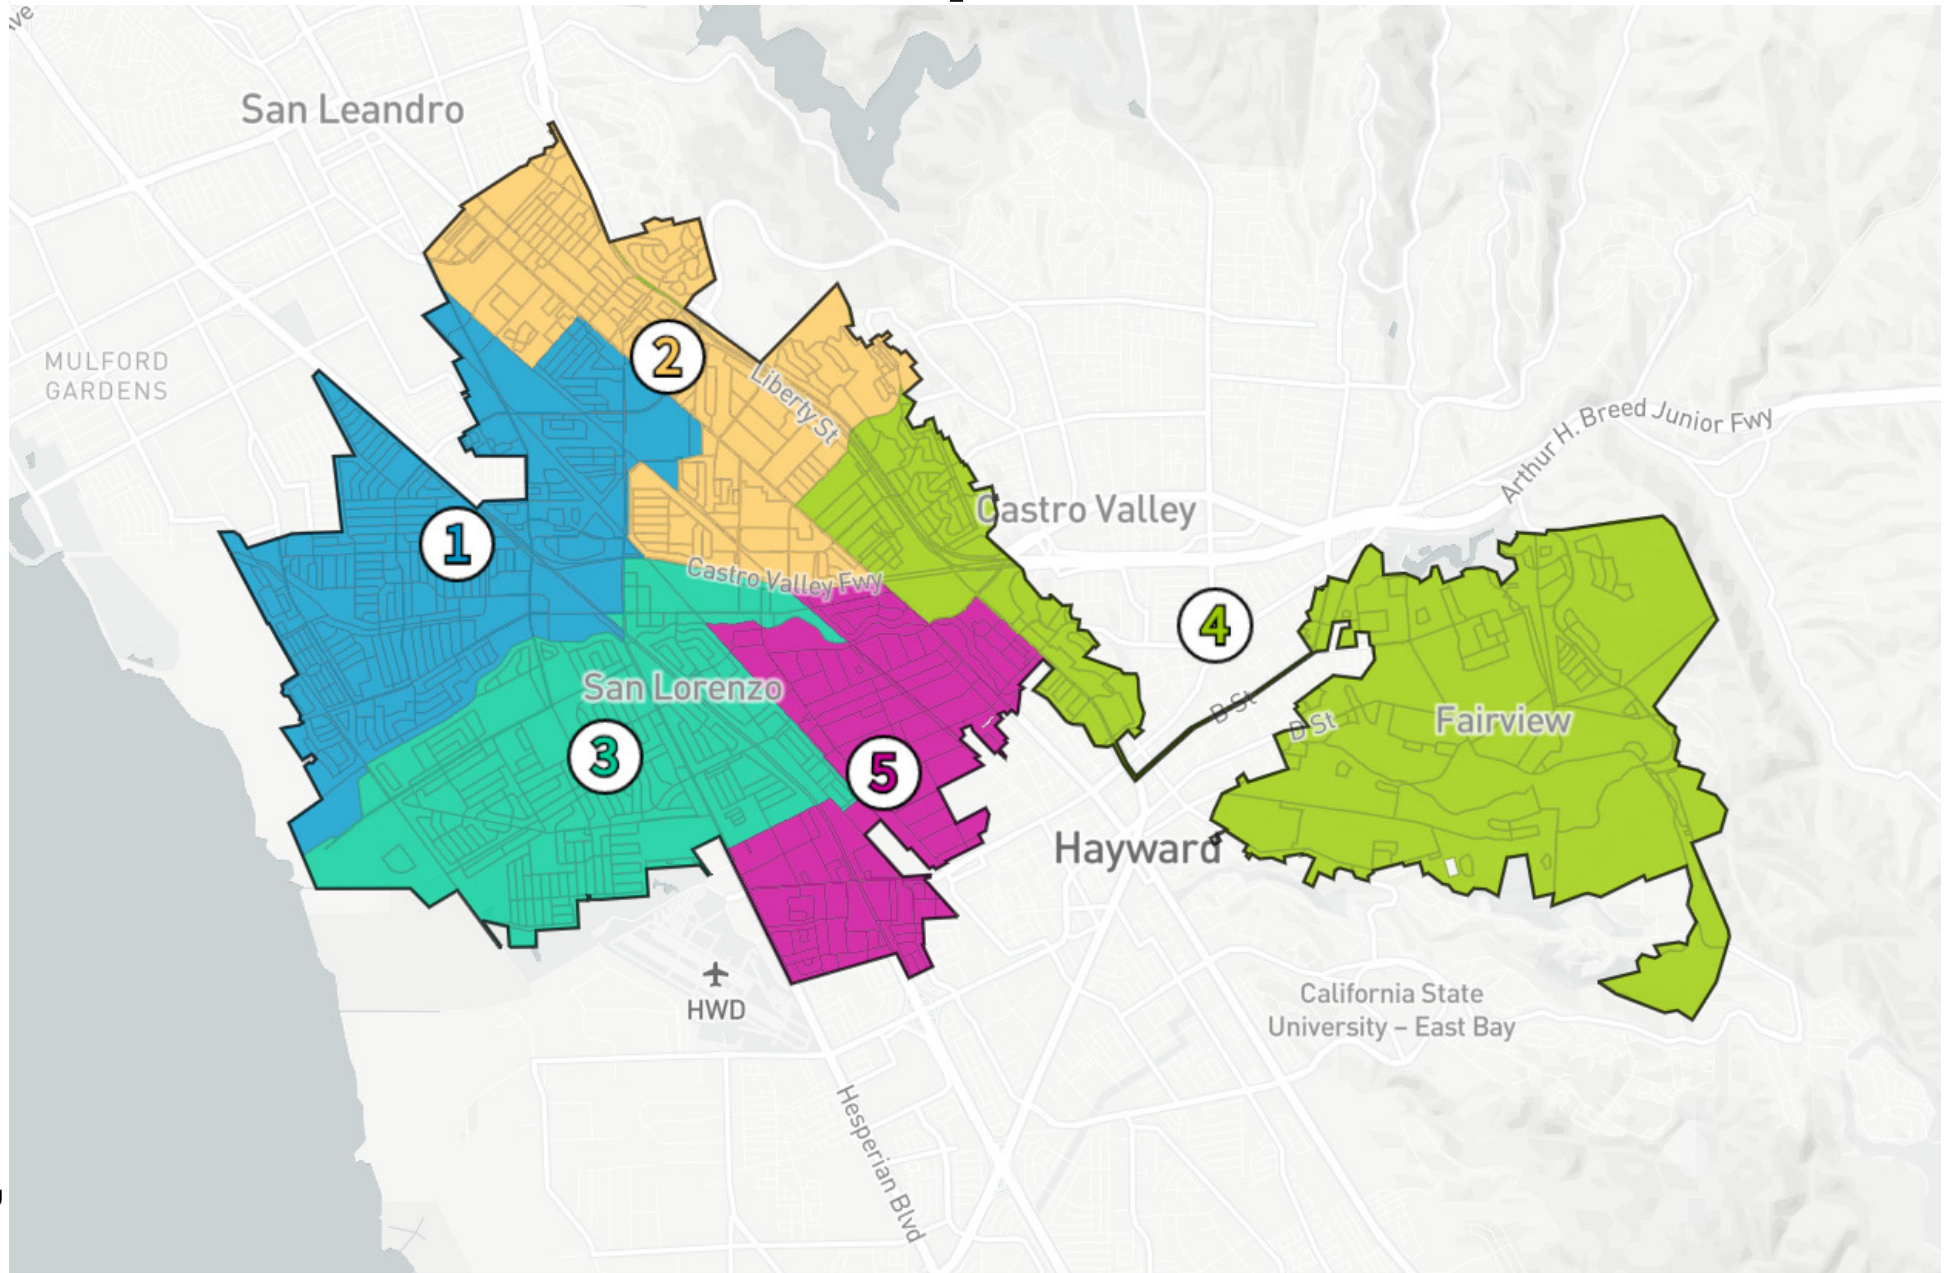 San Leandro
MULFORD
GARDENS
2
Liberty St
Arthur H. Breed Junior Fwy
Castro Valley
1
Castro Valley Fwy
4
San Lorenzo
B St
D St
Fairview
3
5
Hayward
HWD
California State
University – East Bay
Hesperian Blvd